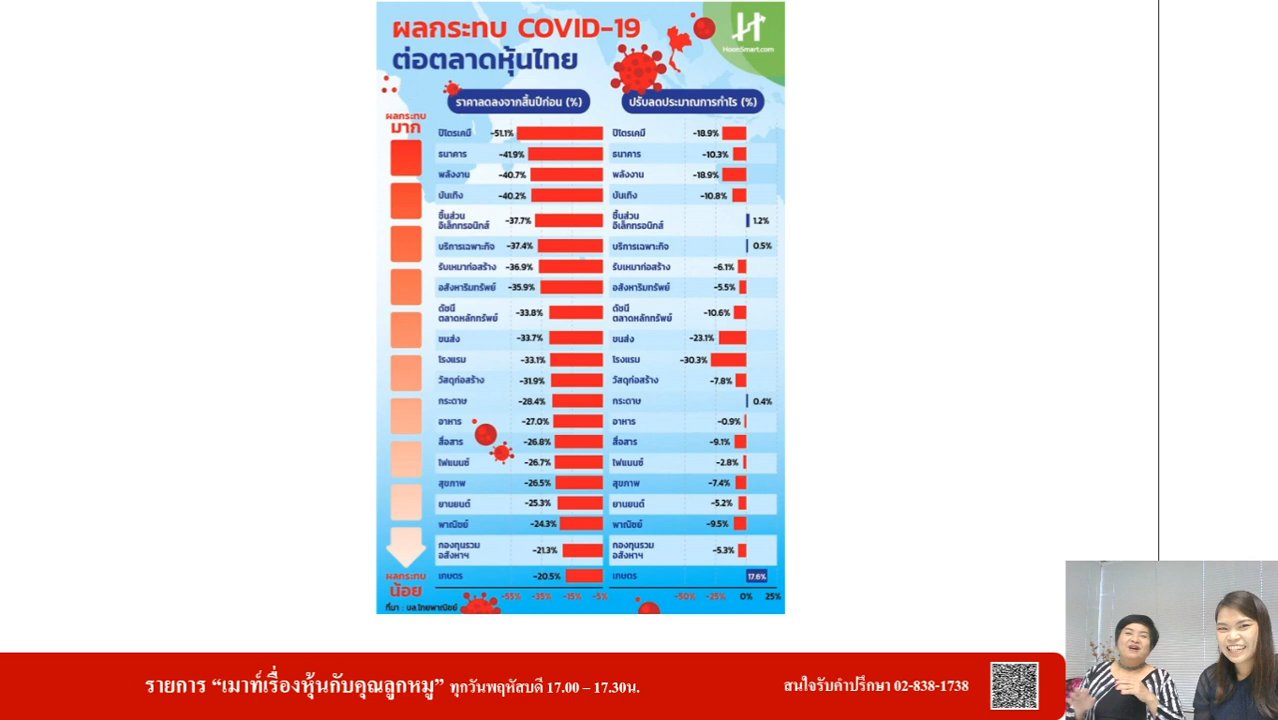 ผลกระทบ COVID-19
ต่อตลาดหุ้นไทย
HoonSmart.com
ราคาลดลงจากสิ้นปีก่อน (%) ปรับลดประมาณการกำไร (%)
ผลกระทบ
มาก
ปิโตรเคมี -51.1% ปิโตรเคมี -18.9%
ธนาคาร -41.9% ธนาคาร -10.3%
พลังงาน -40.7% พลังงาน -18.9%
บันเทิง -40.2% บันเทิง -10.8%
ชิ้นส่วน
อิเล็กทรอนิกส์ -37.7% ชิ้นส่วน
อิเล็กทรอนิกส์ 1.2%
บริการเฉพาะกิจ -37.4% บริการเฉพาะกิจ 0.5%
รับเหมาก่อสร้าง -36.9% รับเหมาก่อสร้าง -6.1%
อสังหาริมทรัพย์ -35.9% อสังหาริมทรัพย์ -5.5%
ดัชนี
ตลาดหลักทรัพย์ -33.8% ดัชนี
ตลาดหลักทรัพย์ -10.6%
ขนส่ง -33.7% ขนส่ง -23.1%
โรงแรม -33.1% โรงแรม -30.3%
วัสดุก่อสร้าง -31.9% วัสดุก่อสร้าง -7.8%
กระดาษ -28.4% กระดาษ 0.4%
อาหาร -27.0% อาหาร -0.9%
สื่อสาร -26.8% สื่อสาร -9.1%
ไฟแนนซ์ -26.7% ไฟแนนซ์ -2.8%
สุขภาพ -26.5% สุขภาพ -7.4%
ยานยนต์ -25.3% ยานยนต์ -5.2%
พาณิชย์ -24.3% พาณิชย์ -9.5%
กองทุนรวม
อสังหาฯ -21.3% กองทุนรวม
อสังหาฯ -5.3%
เกษตร -20.5% เกษตร 17.6%
ผลกระทบ
น้อย
-55% -35% -15% -5% -50% -25% 0% 25%
ที่มา : บล.ไทยพาณิชย์
รายการ “เมาท์เรื่องหุ้นกับคุณลูกหมู” ทุกวันพฤหัสบดี 17.00 – 17.30น.
สนใจรับคำปรึกษา 02-838-1738